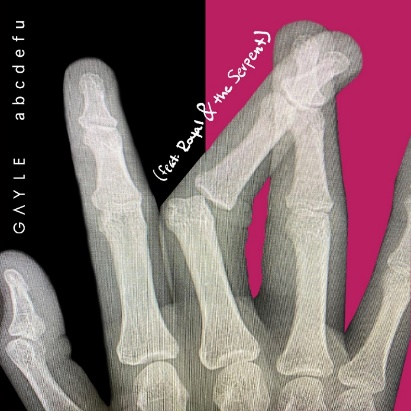 GAYLE abcdefu
(feat. Royal & the Serpent)